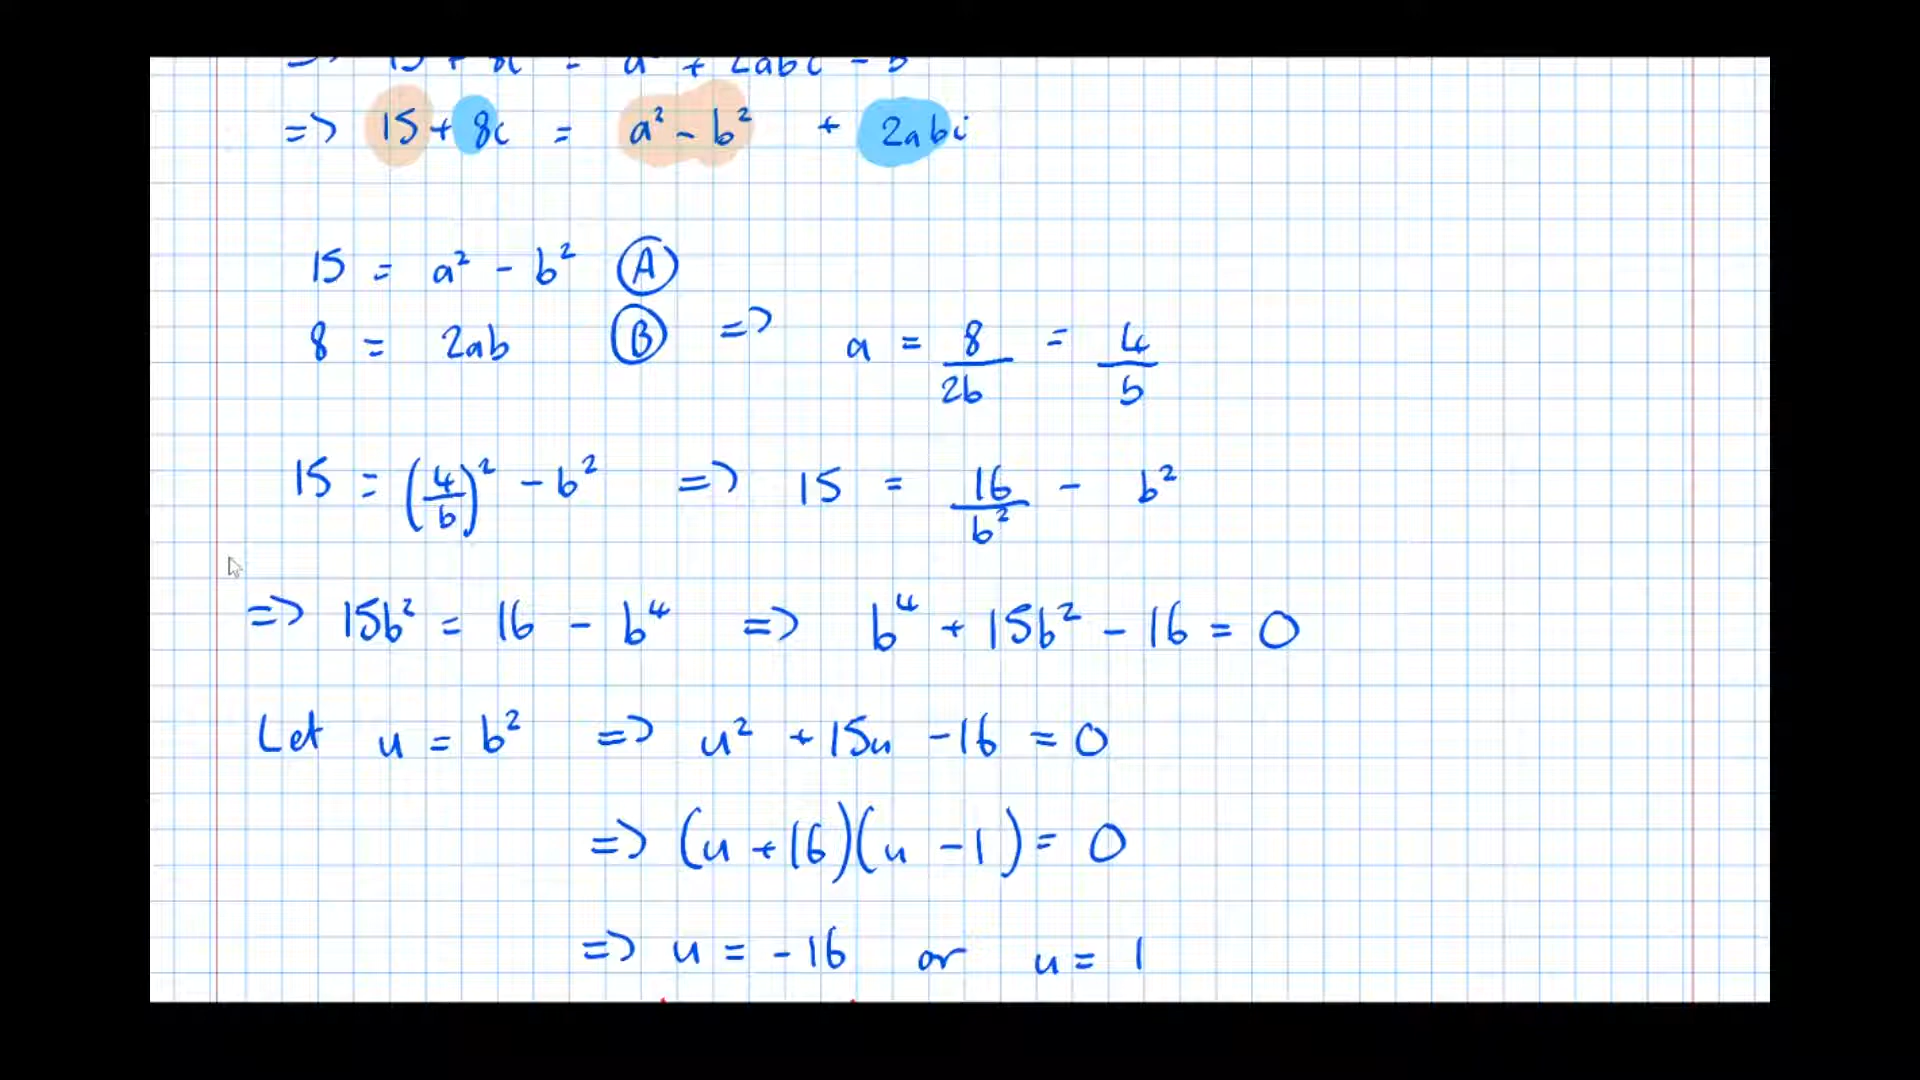 => 15 + 8i = a² - b² + 2abi
15 = a² - b² (A)
8 = 2ab (B) => a = 8/2b = 4/b
15 = (4/b)² - b² => 15 = 16/b² - b²
=> 15b² = 16 - b⁴ => b⁴ + 15b² - 16 = 0
Let u = b² => u² + 15u - 16 = 0
=> (u + 16)(u - 1) = 0
=> u = -16 or u = 1